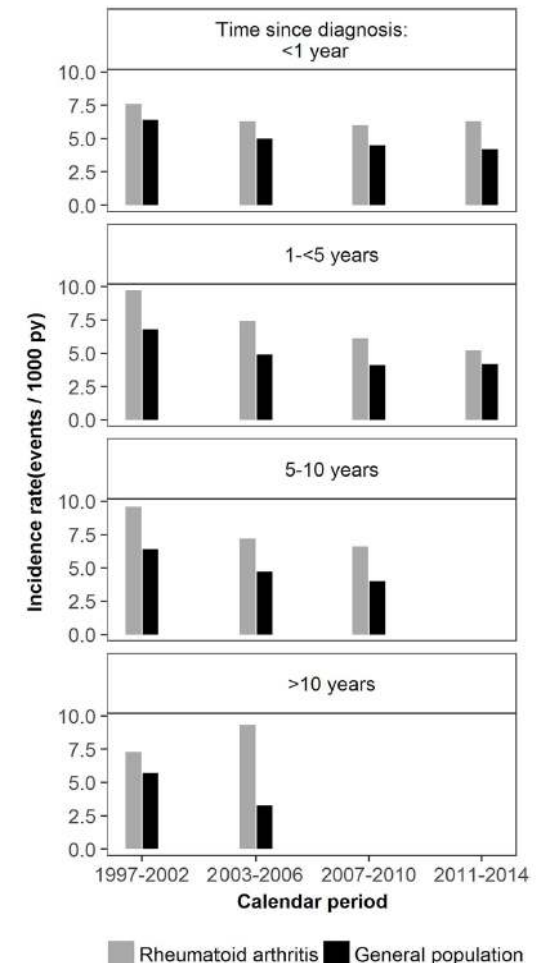 Time since diagnosis:
<1 year
10.0
7.5
5.0
2.5
0.0
1-<5 years
10.0
7.5
5.0
2.5
0.0
5-10 years
10.0
7.5
5.0
2.5
0.0
>10 years
10.0
7.5
5.0
2.5
0.0
Incidence rate(events / 1000 py)
1997-2002 2003-2006 2007-2010 2011-2014
Calendar period
Rheumatoid arthritis General population